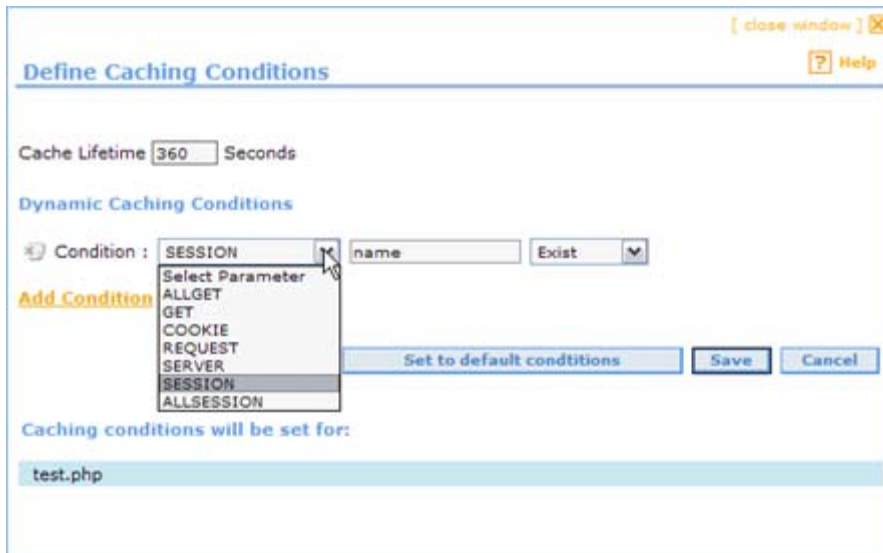 [ close window ]
Define Caching Conditions
? Help
Cache Lifetime 360 Seconds
Dynamic Caching Conditions
Condition : SESSION name Exist
Select Parameter
ALLGET
GET
COOKIE
REQUEST
SERVER
SESSION
ALLSESSION
Add Condition
Set to default condtitions Save Cancel
Caching conditions will be set for:
test.php